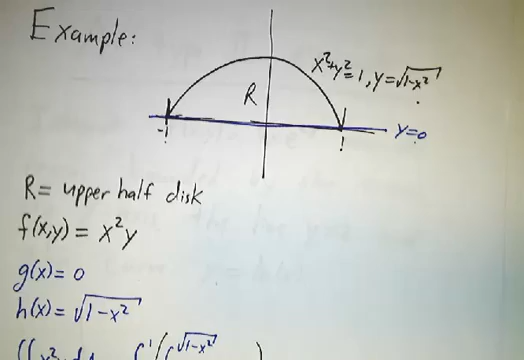 Example:
x²+y²=1, y=√(1-x²)
R
-1
1
y=0
R= upper half disk
f(x,y) = x²y
g(x)= 0
h(x)= √(1-x²)